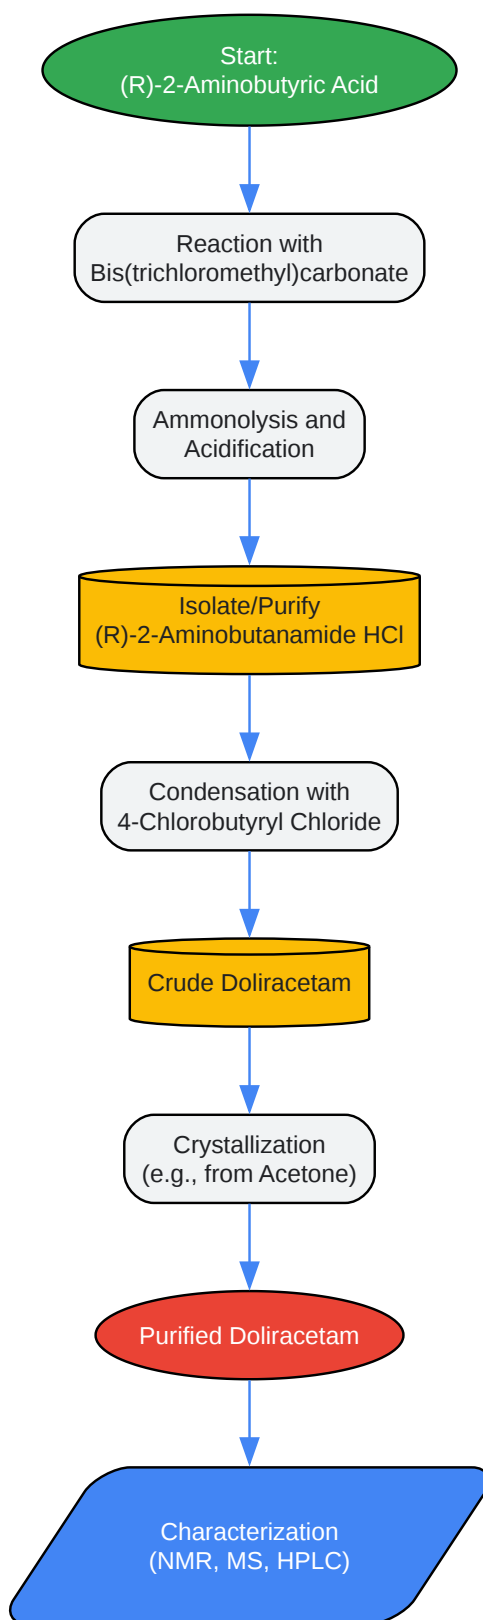 Start:
(R)-2-Aminobutyric Acid
Reaction with
Bis(trichloromethyl)carbonate
Ammonolysis and
Acidification
Isolate/Purify
(R)-2-Aminobutanamide HCl
Condensation with
4-Chlorobutyryl Chloride
Crude Doliracetam
Crystallization
(e.g., from Acetone)
Purified Doliracetam
Characterization
(NMR, MS, HPLC)